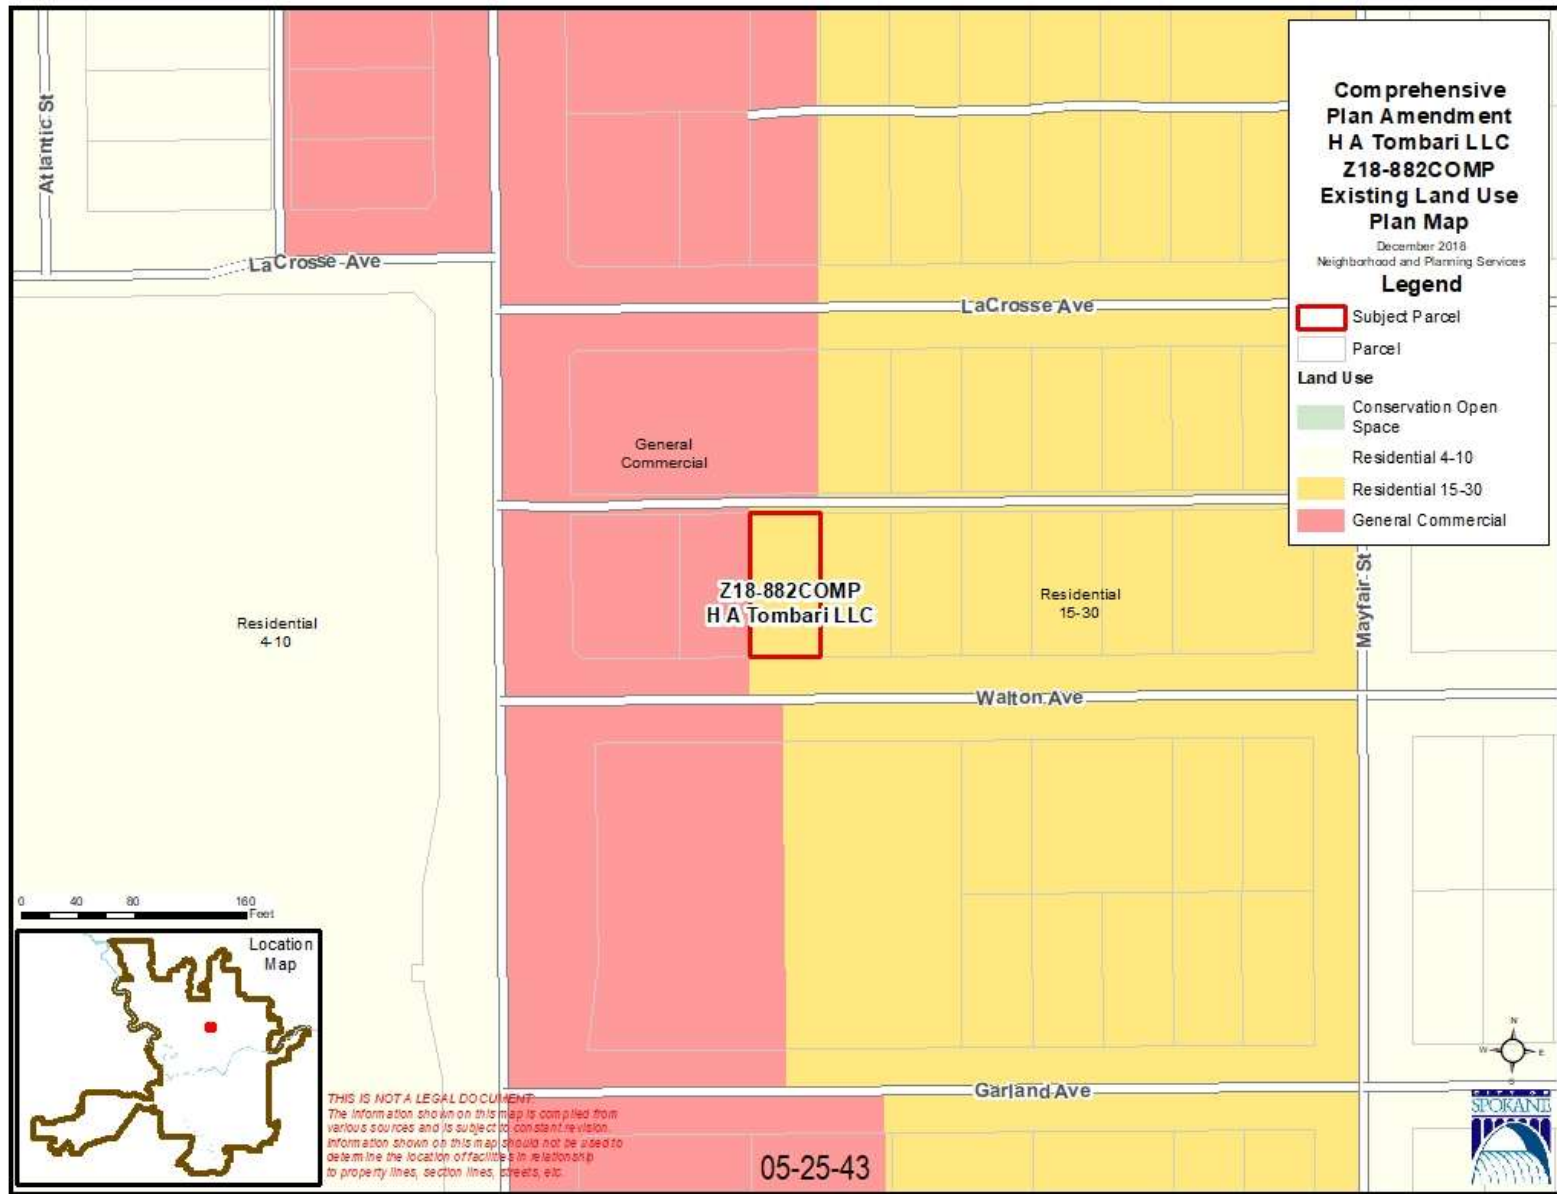 Comprehensive
Plan Amendment
H A Tombari LLC
Z18-882COMP
Existing Land Use
Plan Map
December 2018
Neighborhood and Planning Services
Legend
Subject Parcel
Parcel
Land Use
Conservation Open
Space
Residential 4-10
Residential 15-30
General Commercial
Atlantic St
LaCrosse Ave
LaCrosse Ave
General
Commercial
Z18-882COMP
H A Tombari LLC
Residential
15-30
Mayfair St
Residential
4-10
Walton Ave
0 40 80 160
Feet
Location
Map
Garland Ave
N
W E
S
THIS IS NOT A LEGAL DOCUMENT:
The information shown on this map is compiled from
various sources and is subject to constant revision.
Information shown on this map should not be used to
determine the location of facilities in relationship
to property lines, section lines, streets, etc.
05-25-43
CITY OF
SPOKANE